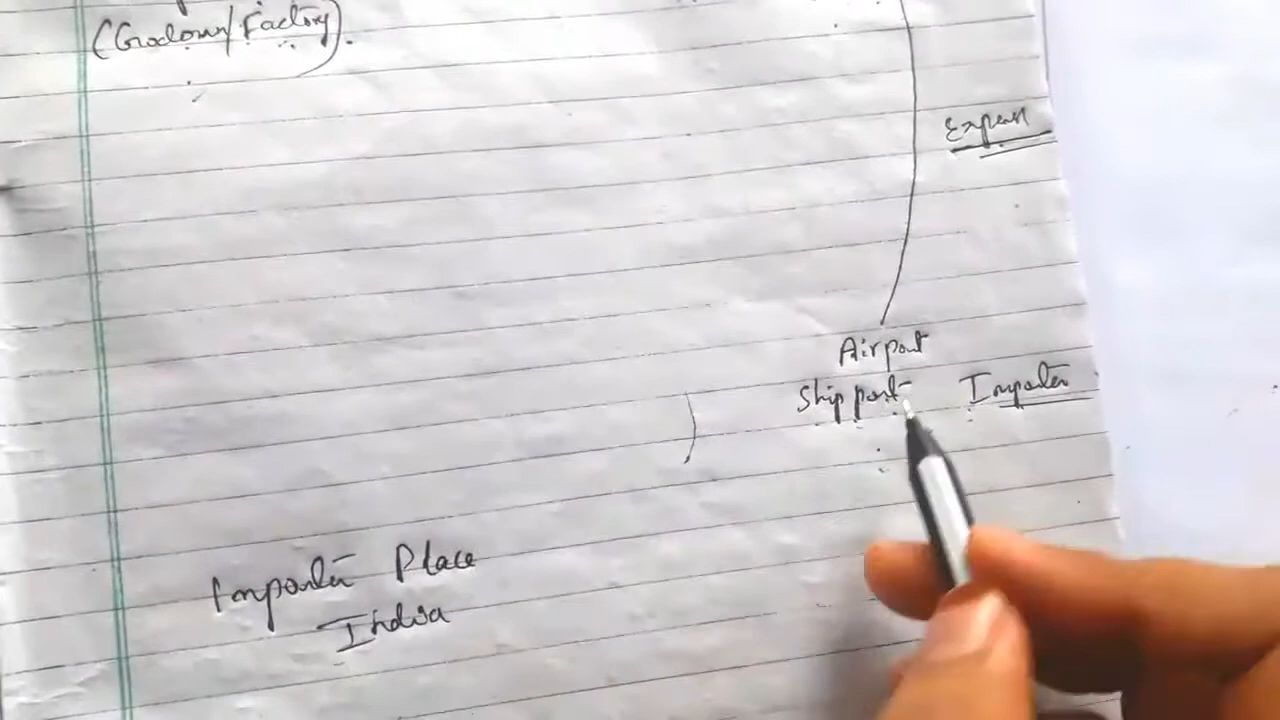 (Godown/Factory).
Export
Airport
Ship port
Importer
Importer Place
India